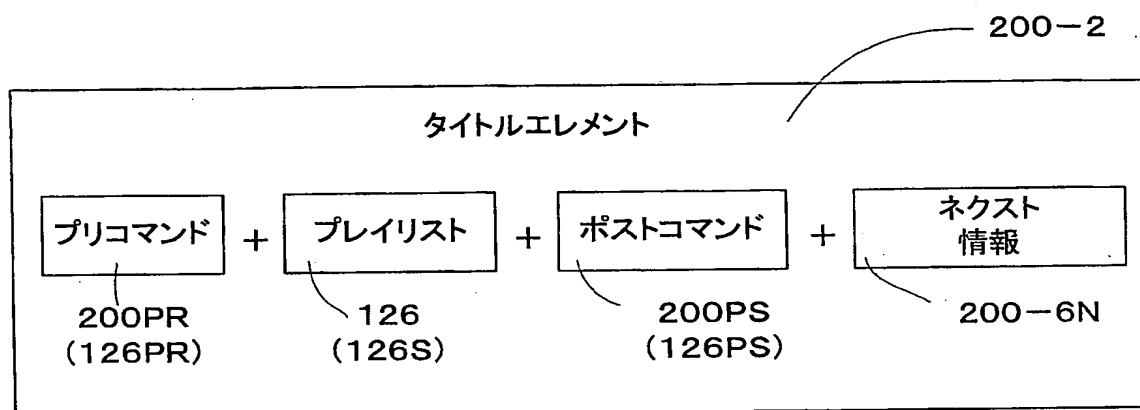 200-2
タイトルエレメント
プリコマンド + プレイリスト + ポストコマンド + ネクスト
情報
200PR 126 200PS 200-6N
(126PR) (126S) (126PS)